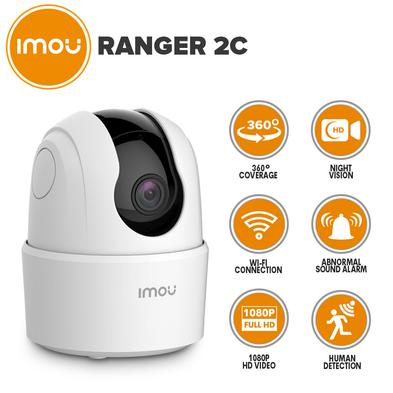 imou RANGER 2C
360°
360°
COVERAGE
HD
NIGHT
VISION
imou
WI-FI
CONNECTION
ABNORMAL
SOUND ALARM
1080P
FULL HD
1080P
HD VIDEO
HUMAN
DETECTION